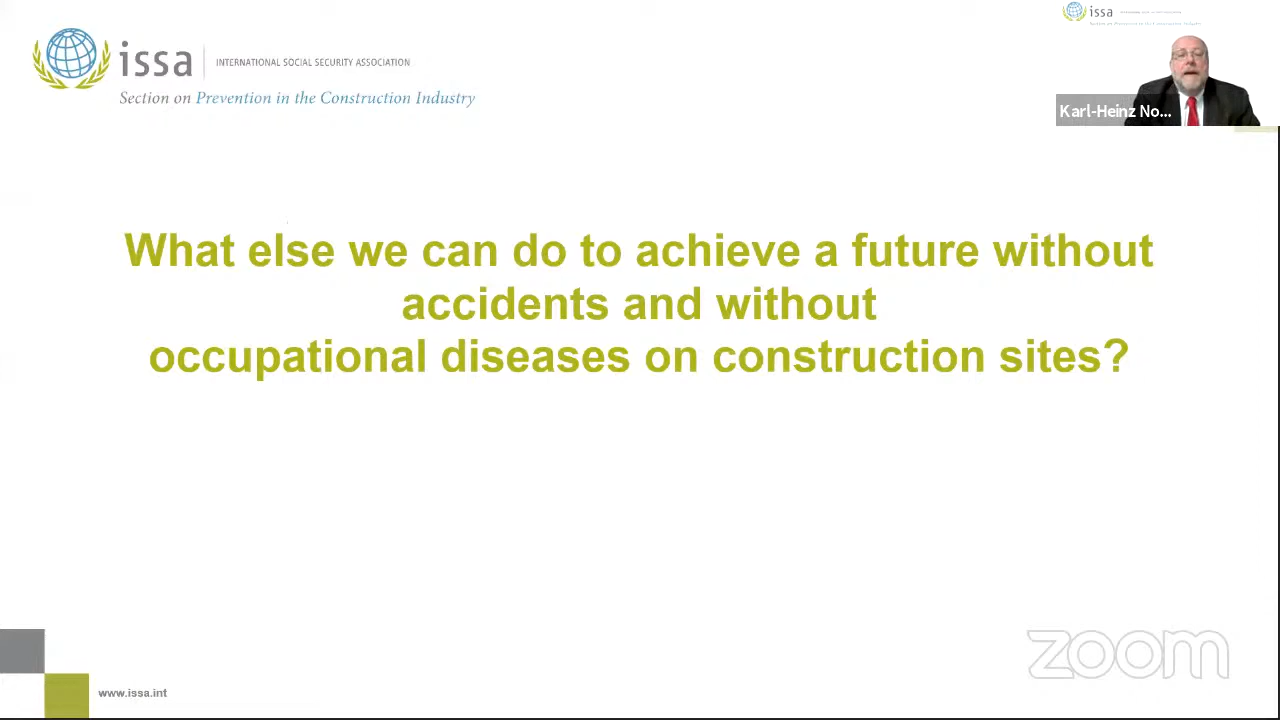 issa
INTERNATIONAL SOCIAL SECURITY ASSOCIATION
Section on Prevention in the Construction Industry
issa
Karl-Heinz No...
What else we can do to achieve a future without
accidents and without
occupational diseases on construction sites?
zoom
www.issa.int